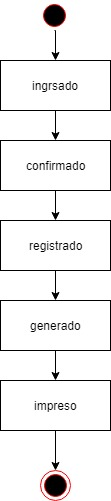 ingrsado
confirmado
registrado
generado
impreso